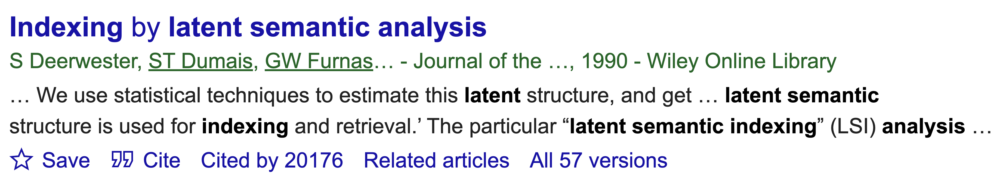 Indexing by latent semantic analysis
S Deerwester, ST Dumais, GW Furnas… - Journal of the …, 1990 - Wiley Online Library
… We use statistical techniques to estimate this latent structure, and get … latent semantic
structure is used for indexing and retrieval.’ The particular “latent semantic indexing” (LSI) analysis …
Save Cite Cited by 20176 Related articles All 57 versions